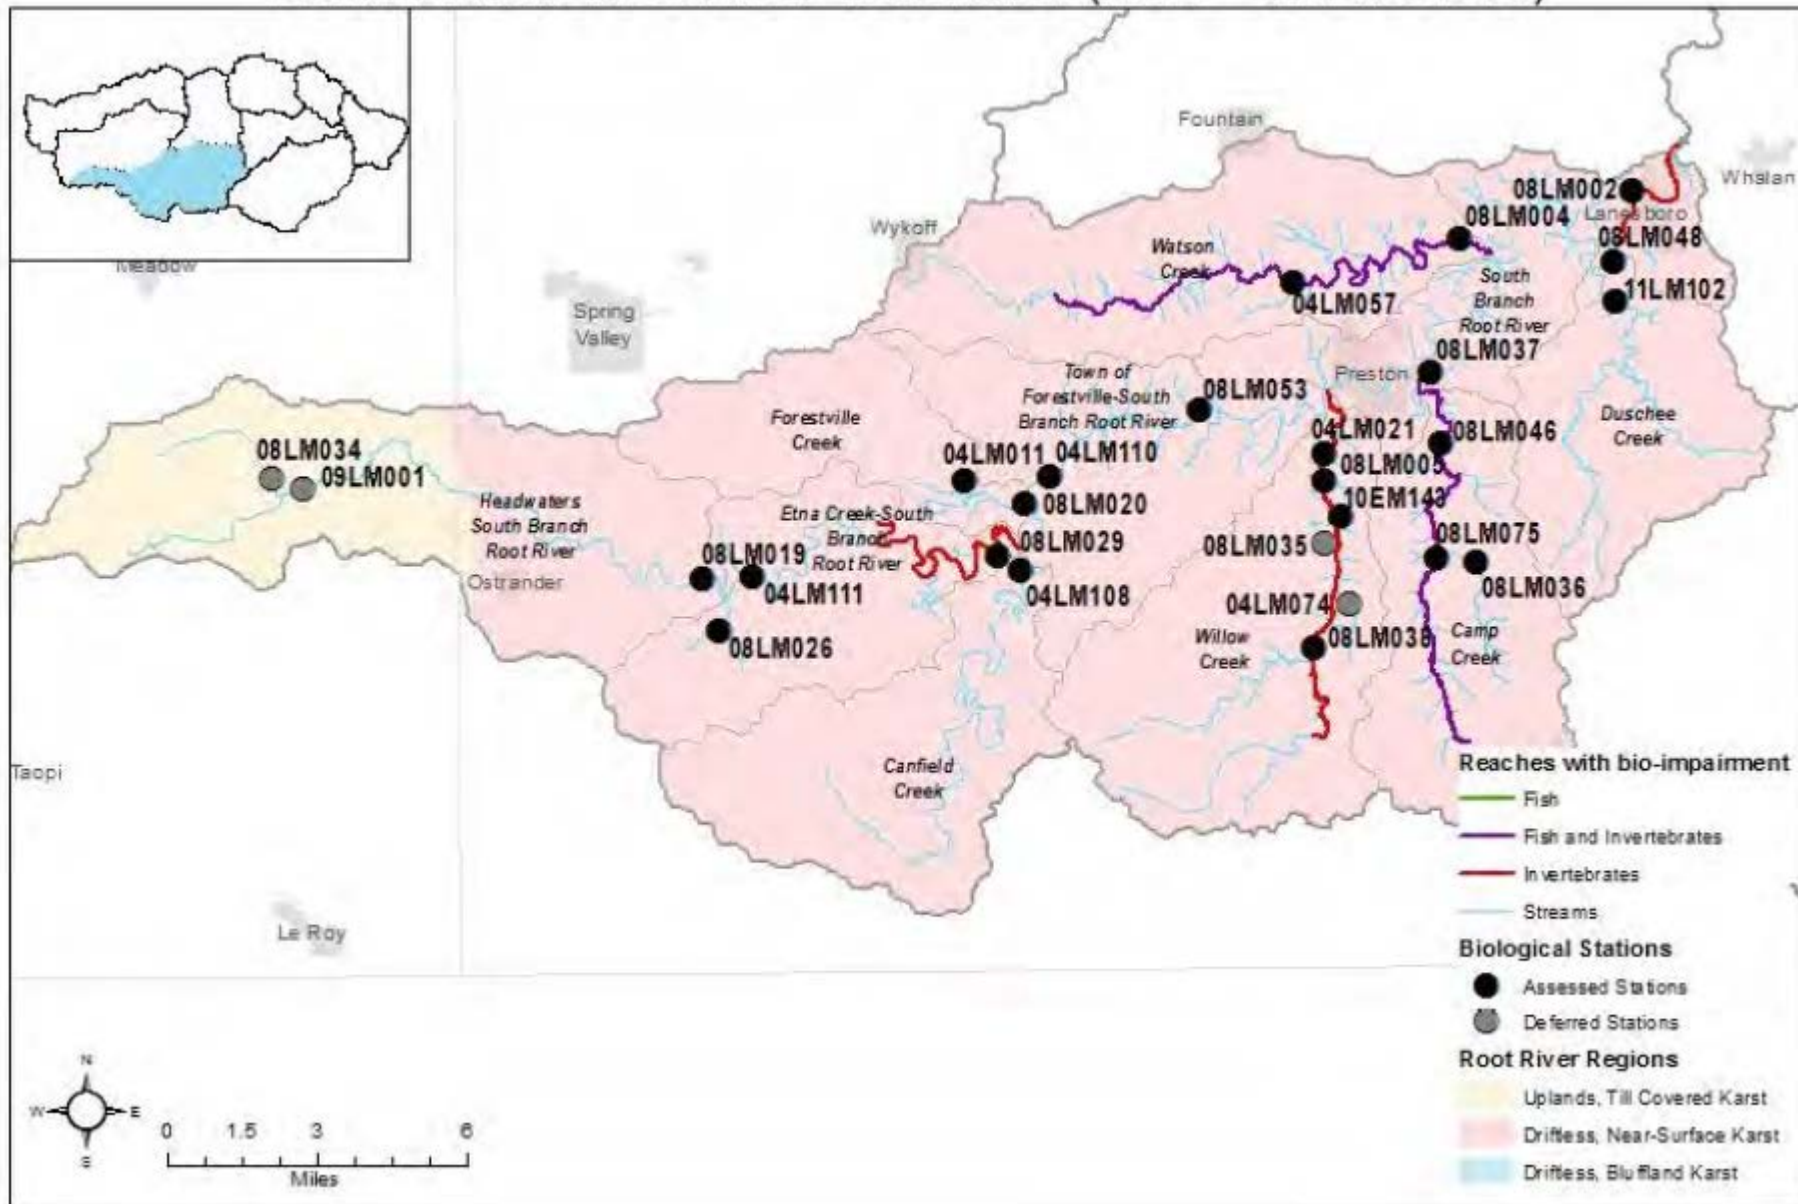 Meadow
Fountain
Whalan
Wykoff
Spring
Valley
Lanesboro
Preston
Ostrander
Taopi
Le Roy
08LM002
08LM004
08LM048
11LM102
04LM057
08LM037
08LM053
04LM021
08LM046
08LM005
10EM143
08LM034
09LM001
04LM011
04LM110
08LM020
08LM029
04LM108
08LM019
04LM111
08LM026
08LM035
04LM074
08LM038
08LM075
08LM036
Watson
Creek
South
Branch
Root River
Town of
Forestville-South
Branch Root River
Forestville
Creek
Duschee
Creek
Headwaters
South Branch
Root River
Etna Creek-South
Branch
Root River
Willow
Creek
Camp
Creek
Canfield
Creek
Reaches with bio-impairment
Fish
Fish and Invertebrates
Invertebrates
Streams
Biological Stations
Assessed Stations
Deferred Stations
Root River Regions
Uplands, Till Covered Karst
Driftless, Near-Surface Karst
Driftless, Bluffland Karst
N
W E
S
0 1.5 3 6
Miles